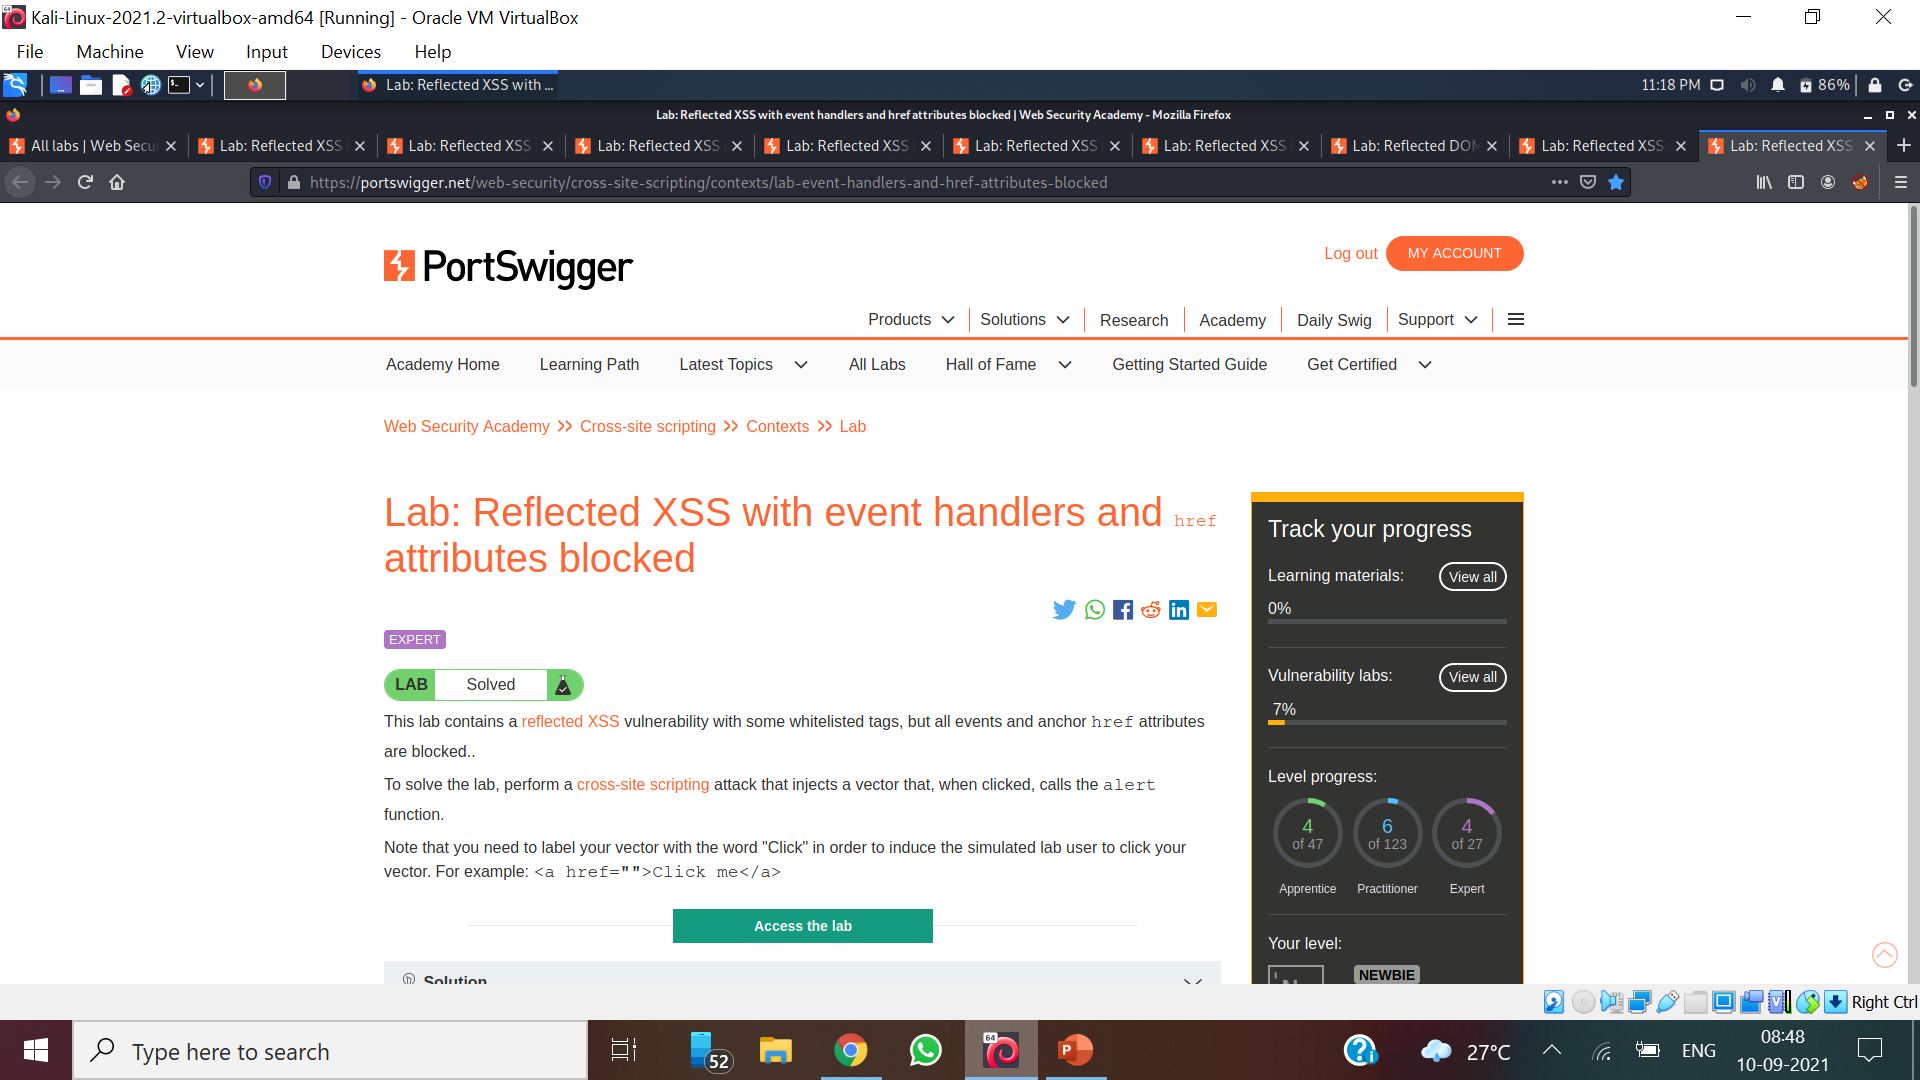 Kali-Linux-2021.2-virtualbox-amd64 [Running] - Oracle VM VirtualBox
File Machine View Input Devices Help
Lab: Reflected XSS with ...
11:18 PM 86%
Lab: Reflected XSS with event handlers and href attributes blocked | Web Security Academy - Mozilla Firefox
All labs | Web Secu Lab: Reflected XSS Lab: Reflected XSS Lab: Reflected XSS Lab: Reflected XSS Lab: Reflected XSS Lab: Reflected XSS Lab: Reflected DOM Lab: Reflected XSS Lab: Reflected XSS
https://portswigger.net/web-security/cross-site-scripting/contexts/lab-event-handlers-and-href-attributes-blocked
PortSwigger
Log out MY ACCOUNT
Products Solutions Research Academy Daily Swig Support
Academy Home Learning Path Latest Topics All Labs Hall of Fame Getting Started Guide Get Certified
Web Security Academy Cross-site scripting Contexts Lab
Lab: Reflected XSS with event handlers and href
attributes blocked
EXPERT
LAB Solved
This lab contains a reflected XSS vulnerability with some whitelisted tags, but all events and anchor href attributes
are blocked..
To solve the lab, perform a cross-site scripting attack that injects a vector that, when clicked, calls the alert
function.
Note that you need to label your vector with the word "Click" in order to induce the simulated lab user to click your
vector. For example: <a href="">Click me</a>
Access the lab
Solution
Track your progress
Learning materials: View all
0%
Vulnerability labs: View all
7%
Level progress:
4 of 47 Apprentice
6 of 123 Practitioner
4 of 27 Expert
Your level:
NEWBIE
Right Ctrl
Type here to search
52
64
27°C
ENG
08:48
10-09-2021